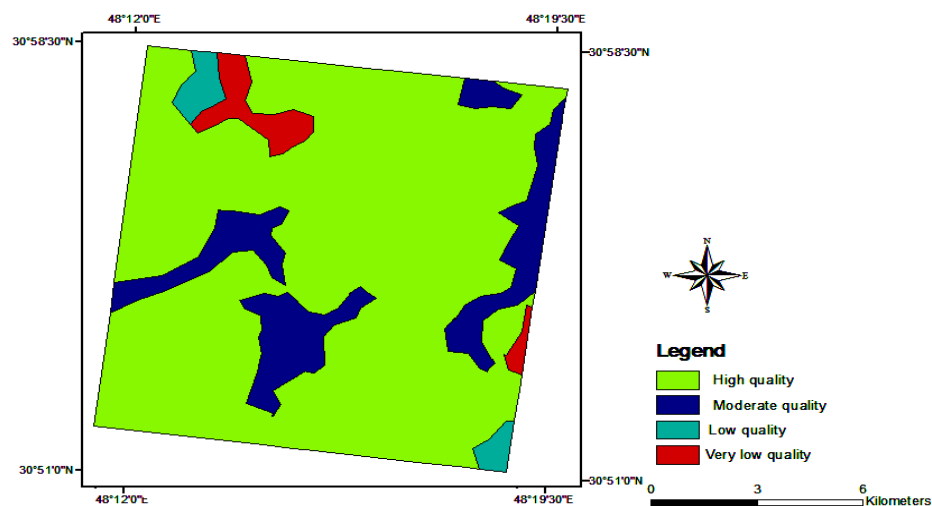 48°12'0"E
48°19'30"E
30°58'30"N
30°58'30"N
N
W
E
S
Legend
High quality
Moderate quality
Low quality
Very low quality
30°51'0"N
30°51'0"N
48°12'0"E
48°19'30"E
0
3
6
Kilometers